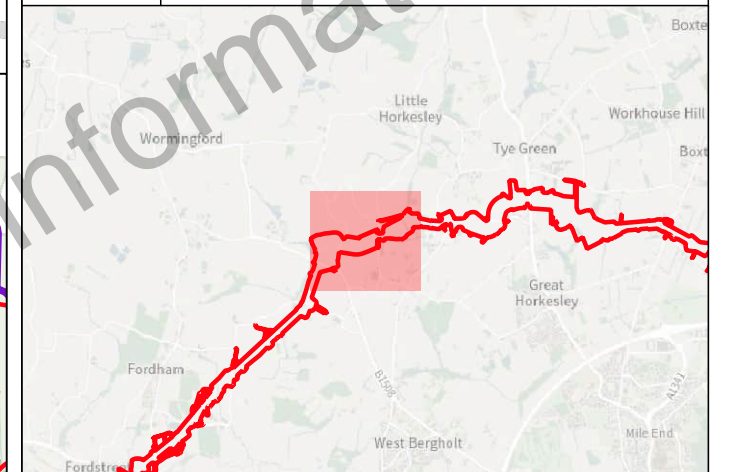 Boxte
s
Little
Horkesley
Workhouse Hill
Wormingford
Tye Green
Boxt
Informat
Great
Horkesley
Fordham
B1508
A1341
West Bergholt
Mile End
Fordstreet